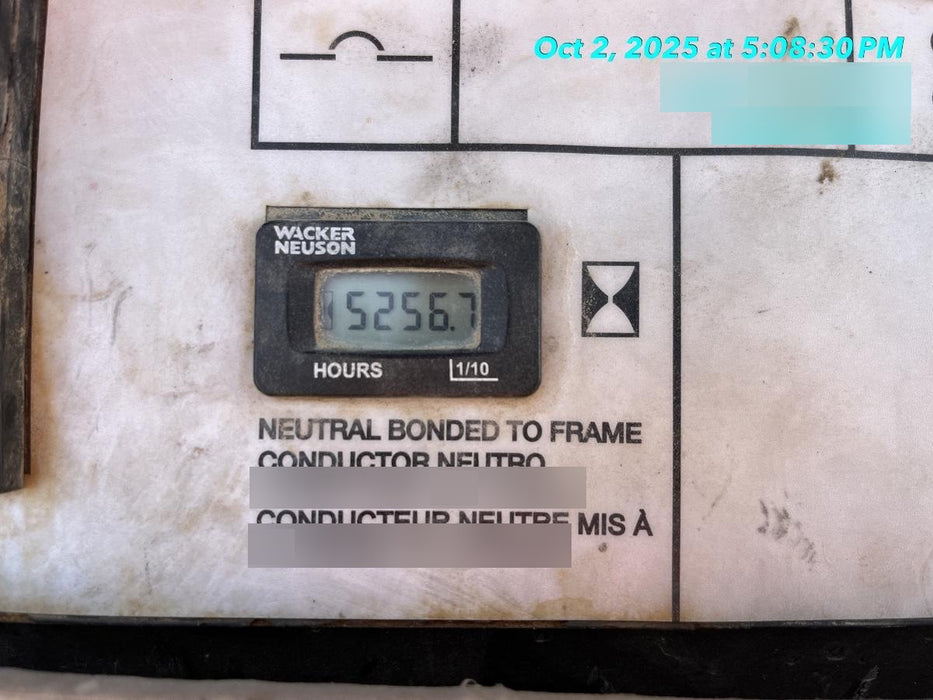 Oct 2, 2025 at 5:08:30 PM
WACKER
NEUSON
5256.7
HOURS 1/10
NEUTRAL BONDED TO FRAME
CONDUCTOR NEUTRO
CONDUCTEUR NEUTRE MIS À